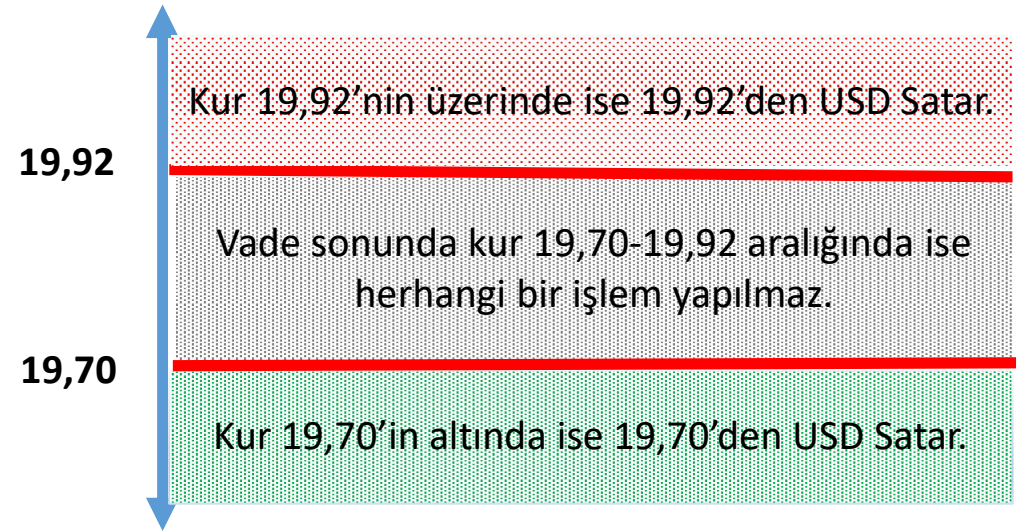 Kur 19,92’nin üzerinde ise 19,92’den USD Satar.
19,92
Vade sonunda kur 19,70-19,92 aralığında ise
herhangi bir işlem yapılmaz.
19,70
Kur 19,70’in altında ise 19,70’den USD Satar.